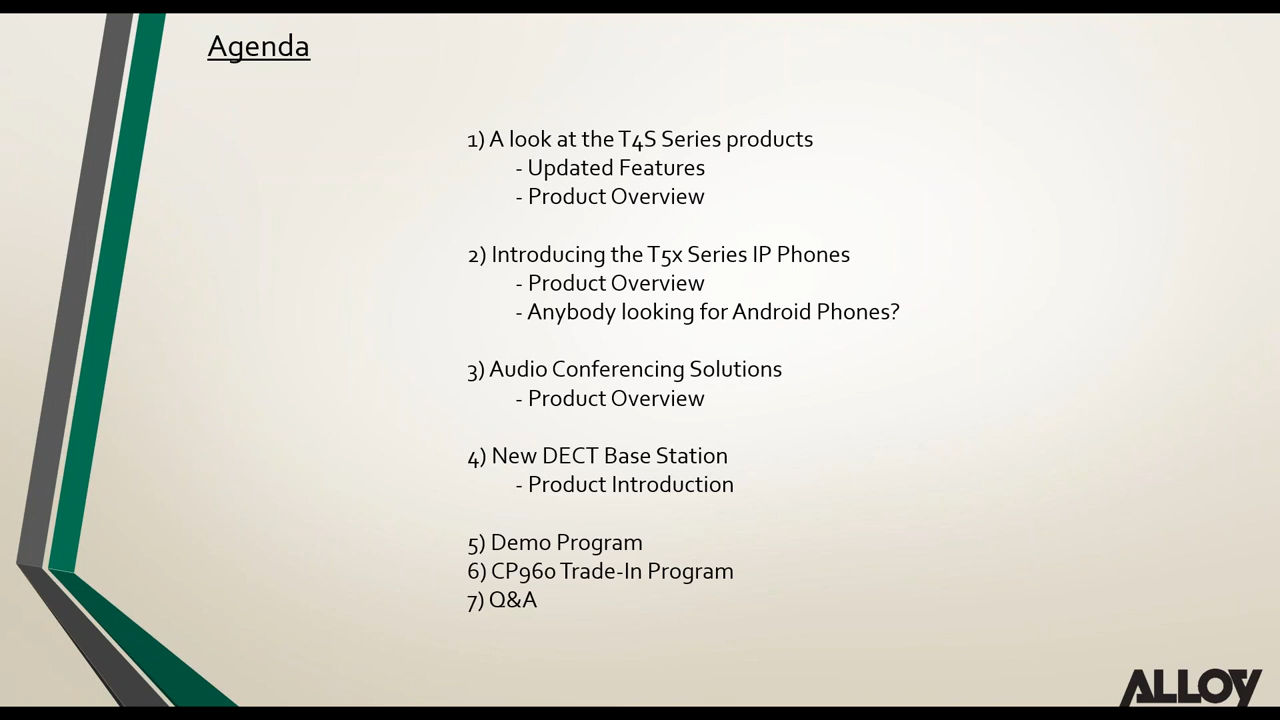 Agenda
1) A look at the T4S Series products
- Updated Features
- Product Overview
2) Introducing the T5x Series IP Phones
- Product Overview
- Anybody looking for Android Phones?
3) Audio Conferencing Solutions
- Product Overview
4) New DECT Base Station
- Product Introduction
5) Demo Program
6) CP960 Trade-In Program
7) Q&A
ALLOY